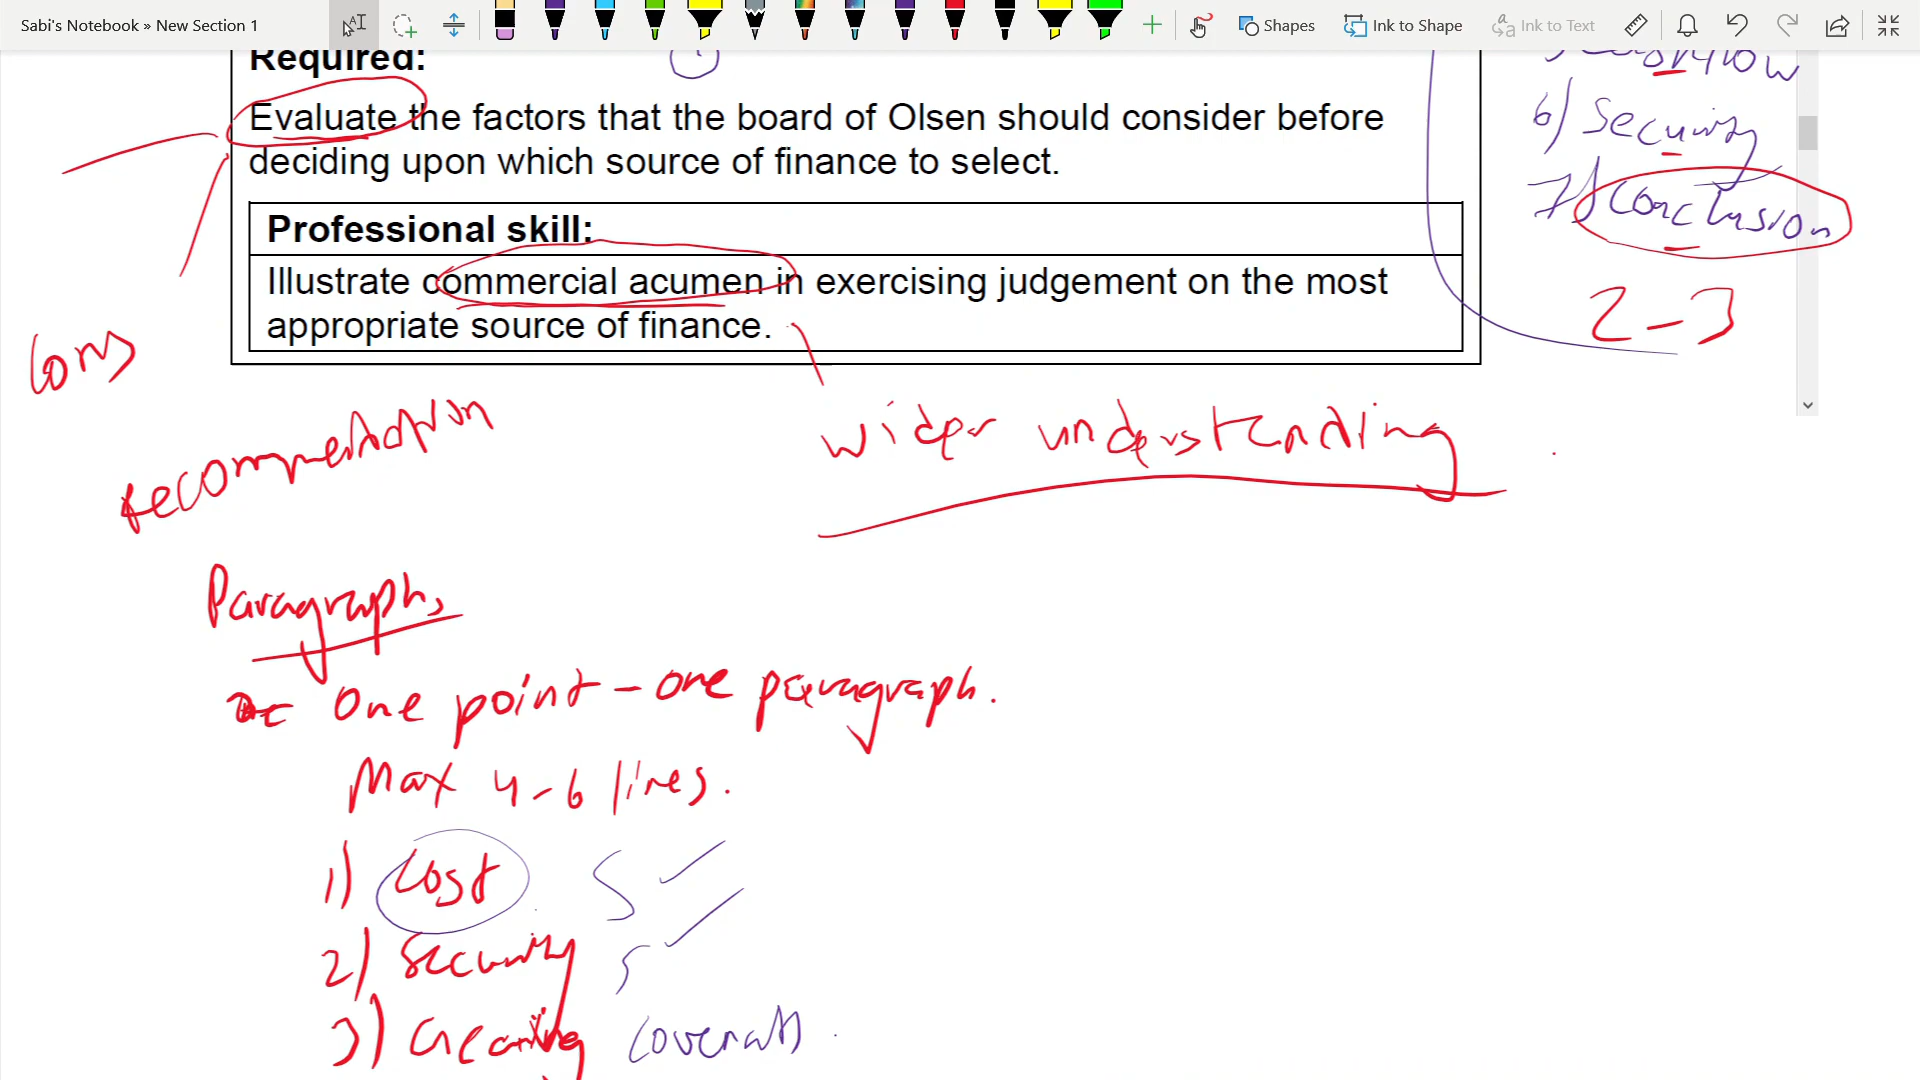 Sabi's Notebook » New Section 1
Shapes
Ink to Shape
Ink to Text
Required:
Evaluate the factors that the board of Olsen should consider before
deciding upon which source of finance to select.
Professional skill:
Illustrate commercial acumen in exercising judgement on the most
appropriate source of finance.
6) Security
7) Conclusion
2-3
Cons
wider understanding
Paragraphs
One point - one paragraph.
Max 4-6 lines.
1) Cost
2) Security
3)